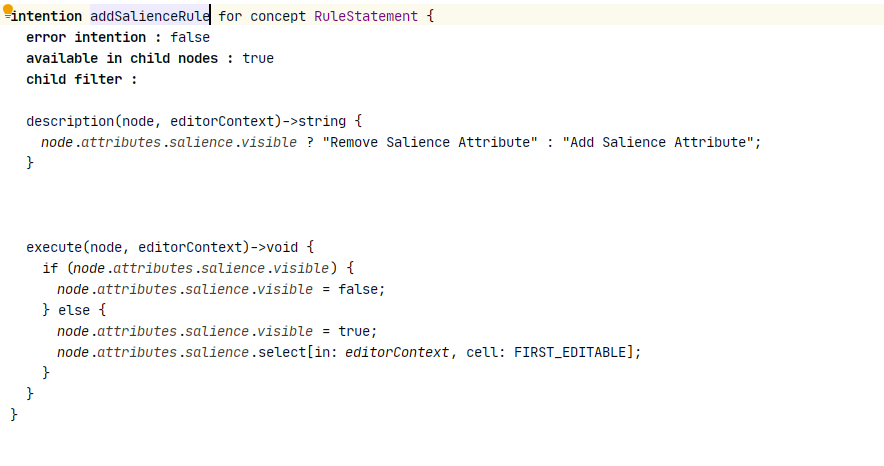 intention addSalienceRule for concept RuleStatement {
error intention : false
available in child nodes : true
child filter :
description(node, editorContext)->string {
node.attributes.salience.visible ? "Remove Salience Attribute" : "Add Salience Attribute";
}
execute(node, editorContext)->void {
if (node.attributes.salience.visible) {
node.attributes.salience.visible = false;
} else {
node.attributes.salience.visible = true;
node.attributes.salience.select[in: editorContext, cell: FIRST_EDITABLE];
}
}
}